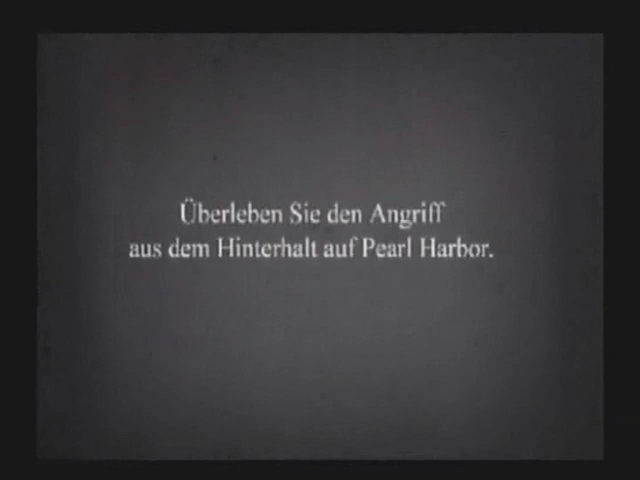 Überleben Sie den Angriff
aus dem Hinterhalt auf Pearl Harbor.